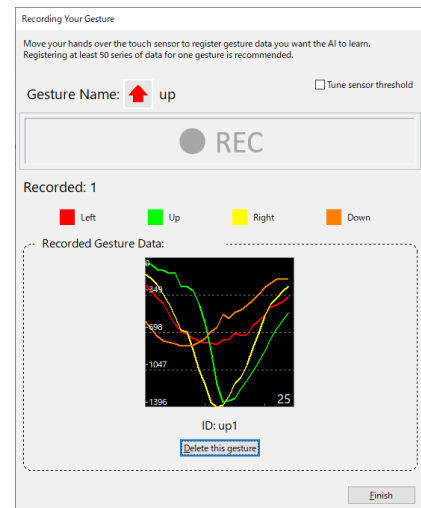 Recording Your Gesture
Move your hands over the touch sensor to register gesture data you want the AI to learn.
Registering at least 50 series of data for one gesture is recommended.
Tune sensor threshold
Gesture Name: up
REC
Recorded: 1
Left Up Right Down
Recorded Gesture Data:
0
-349
-698
-1047
-1396 25
ID: up1
Delete this gesture
Finish